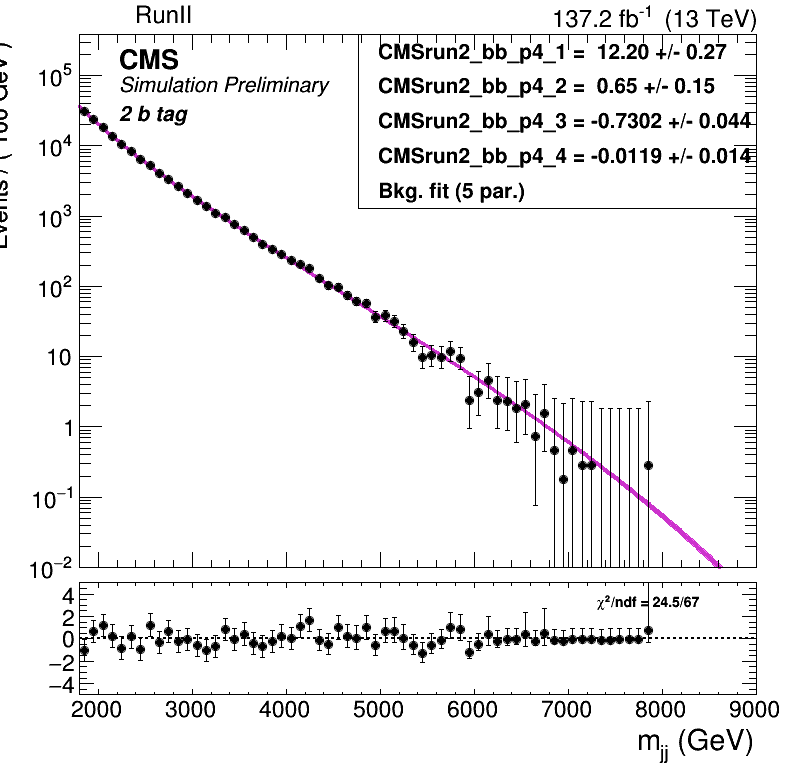 RunII
137.2 fb⁻¹ (13 TeV)
CMS
Simulation Preliminary
2 b tag
CMSrun2_bb_p4_1 = 12.20 +/- 0.27
CMSrun2_bb_p4_2 = 0.65 +/- 0.15
CMSrun2_bb_p4_3 = -0.7302 +/- 0.044
CMSrun2_bb_p4_4 = -0.0119 +/- 0.014
Bkg. fit (5 par.)
Events / ( 100 GeV )
10⁵
10⁴
10³
10²
10
1
10⁻¹
10⁻²
χ²/ndf = 24.5/67
4
2
0
−2
−4
2000 3000 4000 5000 6000 7000 8000 9000
m_jj (GeV)